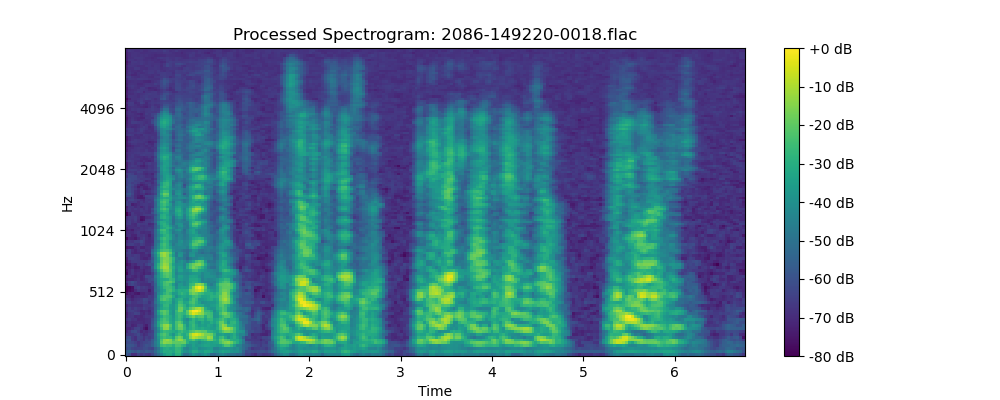 Processed Spectrogram: 2086-149220-0018.flac
Hz
4096
2048
1024
512
0
0 1 2 3 4 5 6
Time
+0 dB
-10 dB
-20 dB
-30 dB
-40 dB
-50 dB
-60 dB
-70 dB
-80 dB